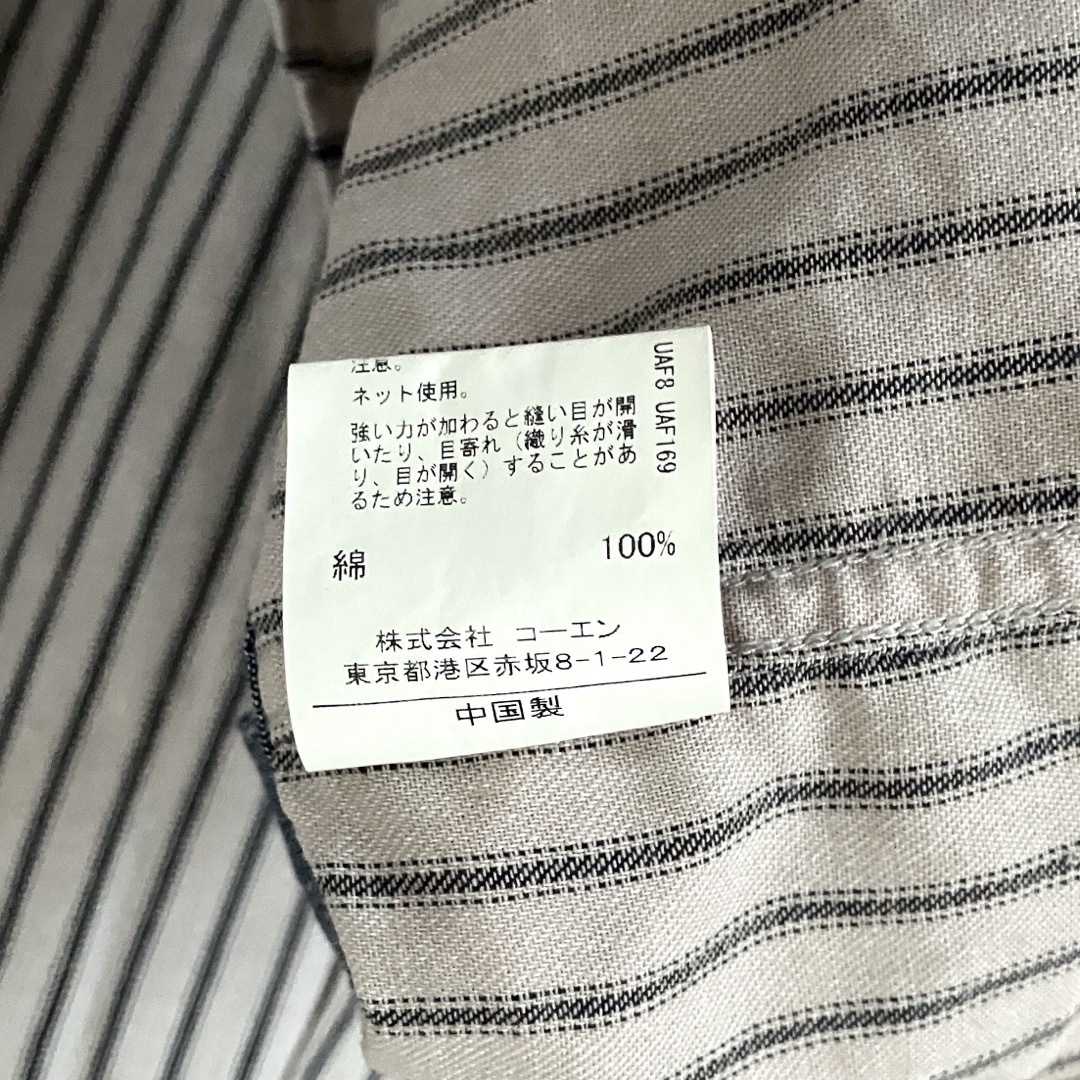 注意。
ネット使用。
強い力が加わると縫い目が開
いたり、目寄れ（織り糸が滑
り、目が開く）することがあ
るため注意。
綿 100%
株式会社 コーエン
東京都港区赤坂8-1-22
中国製
UAF8 UAF169